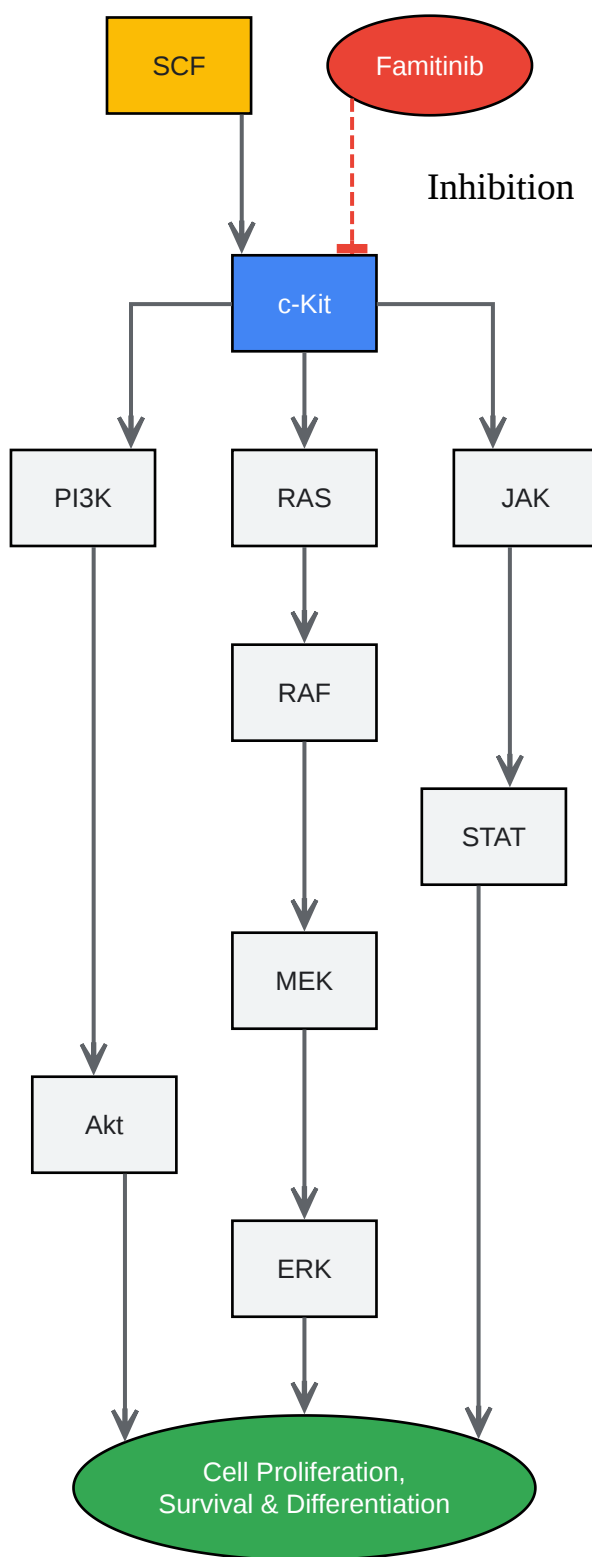 SCF
Famitinib
Inhibition
c-Kit
PI3K
RAS
JAK
RAF
STAT
MEK
Akt
ERK
Cell Proliferation,
Survival & Differentiation